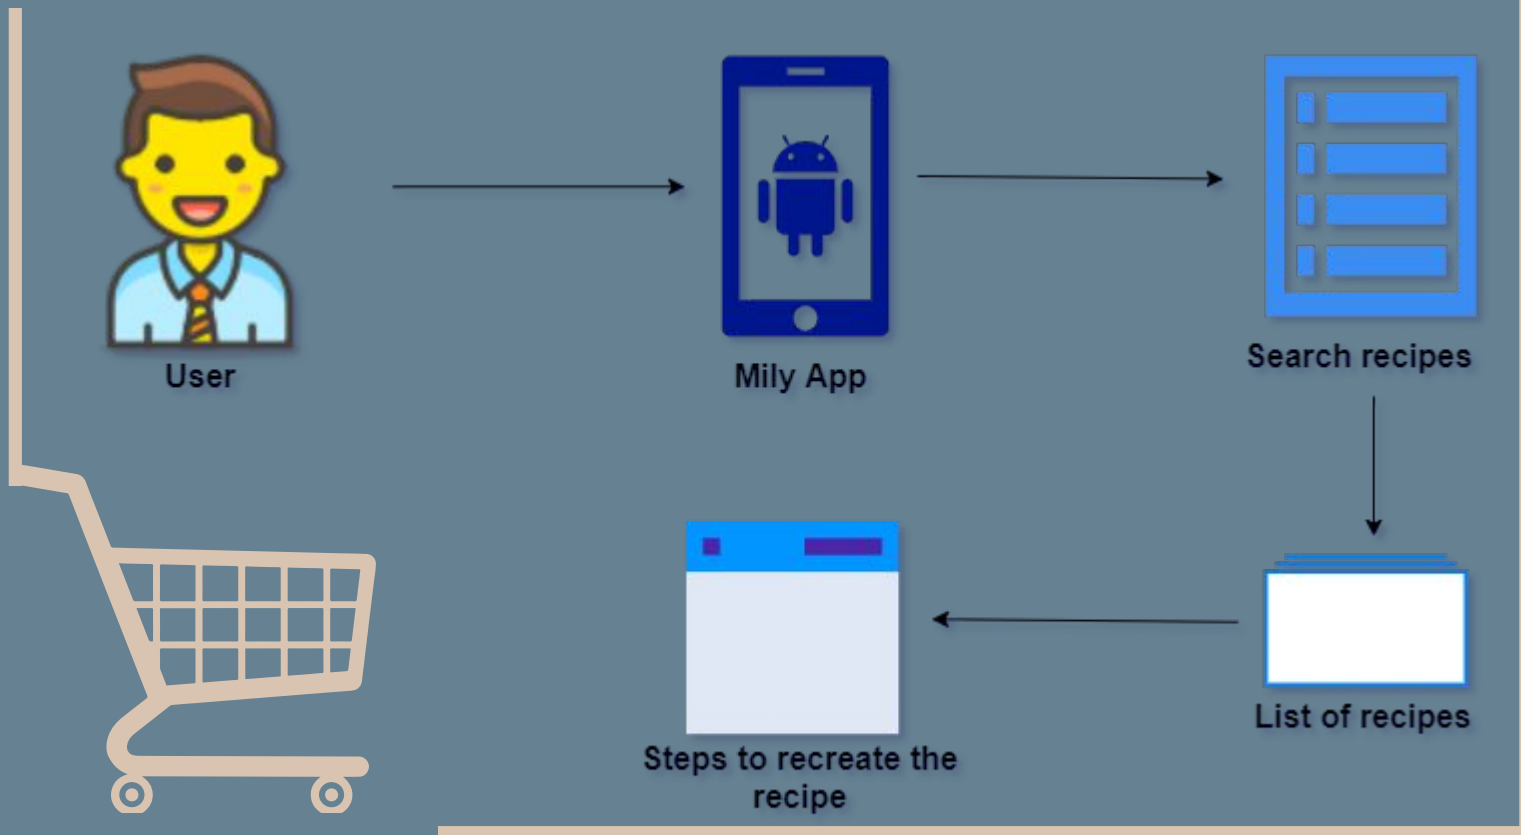 User
Mily App
Search recipes
List of recipes
Steps to recreate the
recipe